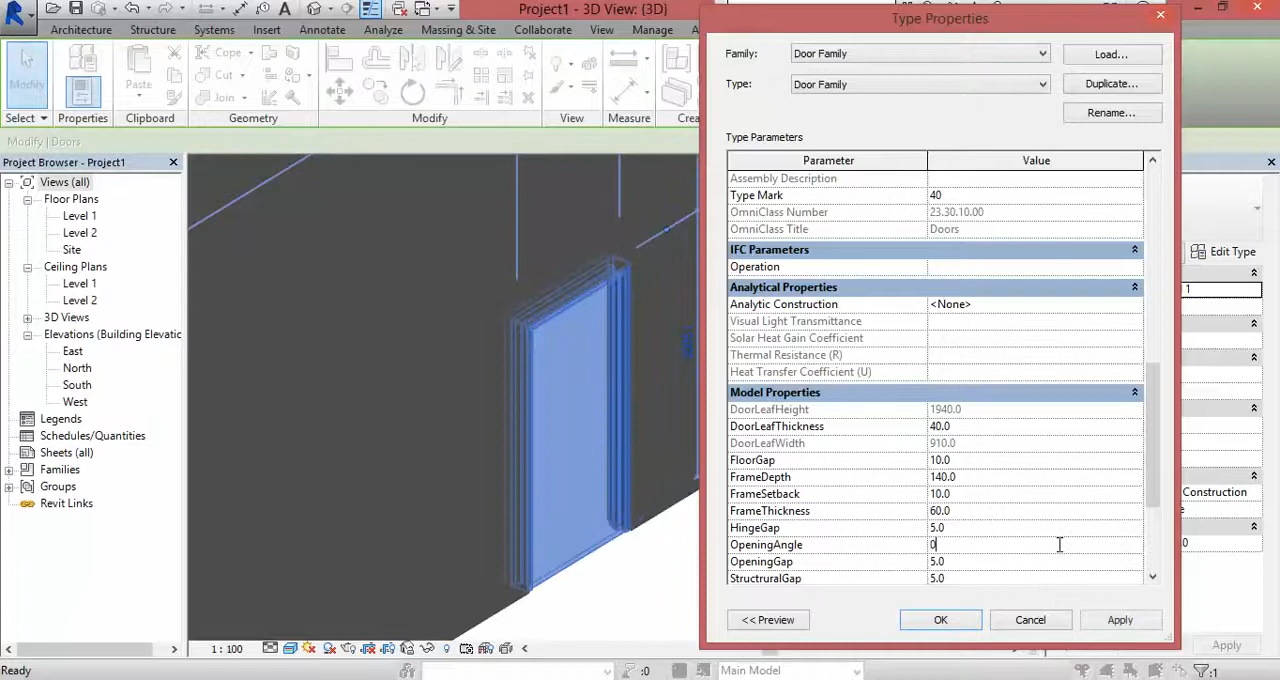 Project1 - 3D View: {3D}
Architecture Structure Systems Insert Annotate Analyze Massing & Site Collaborate View Manage
Modify
Cope
Cut
Join
Paste
Select Properties Clipboard Geometry Modify View Measure Crea
Modify | Doors
Project Browser - Project1
Views (all)
Floor Plans
Level 1
Level 2
Site
Ceiling Plans
Level 1
Level 2
3D Views
Elevations (Building Elevatio
East
North
South
West
Legends
Schedules/Quantities
Sheets (all)
Families
Groups
Revit Links
Type Properties
Family: Door Family Load...
Type: Door Family Duplicate...
Rename...
Type Parameters
Parameter Value
Assembly Description
Type Mark 40
OmniClass Number 23.30.10.00
OmniClass Title Doors
IFC Parameters
Operation
Analytical Properties
Analytic Construction <None>
Visual Light Transmittance
Solar Heat Gain Coefficient
Thermal Resistance (R)
Heat Transfer Coefficient (U)
Model Properties
DoorLeafHeight 1940.0
DoorLeafThickness 40.0
DoorLeafWidth 910.0
FloorGap 10.0
FrameDepth 140.0
FrameSetback 10.0
FrameThickness 60.0
HingeGap 5.0
OpeningAngle 0
OpeningGap 5.0
StrructuralGap 5.0
<< Preview OK Cancel Apply
Edit Type
1
Construction
0
Apply
1 : 100
Ready
:0
Main Model
:1